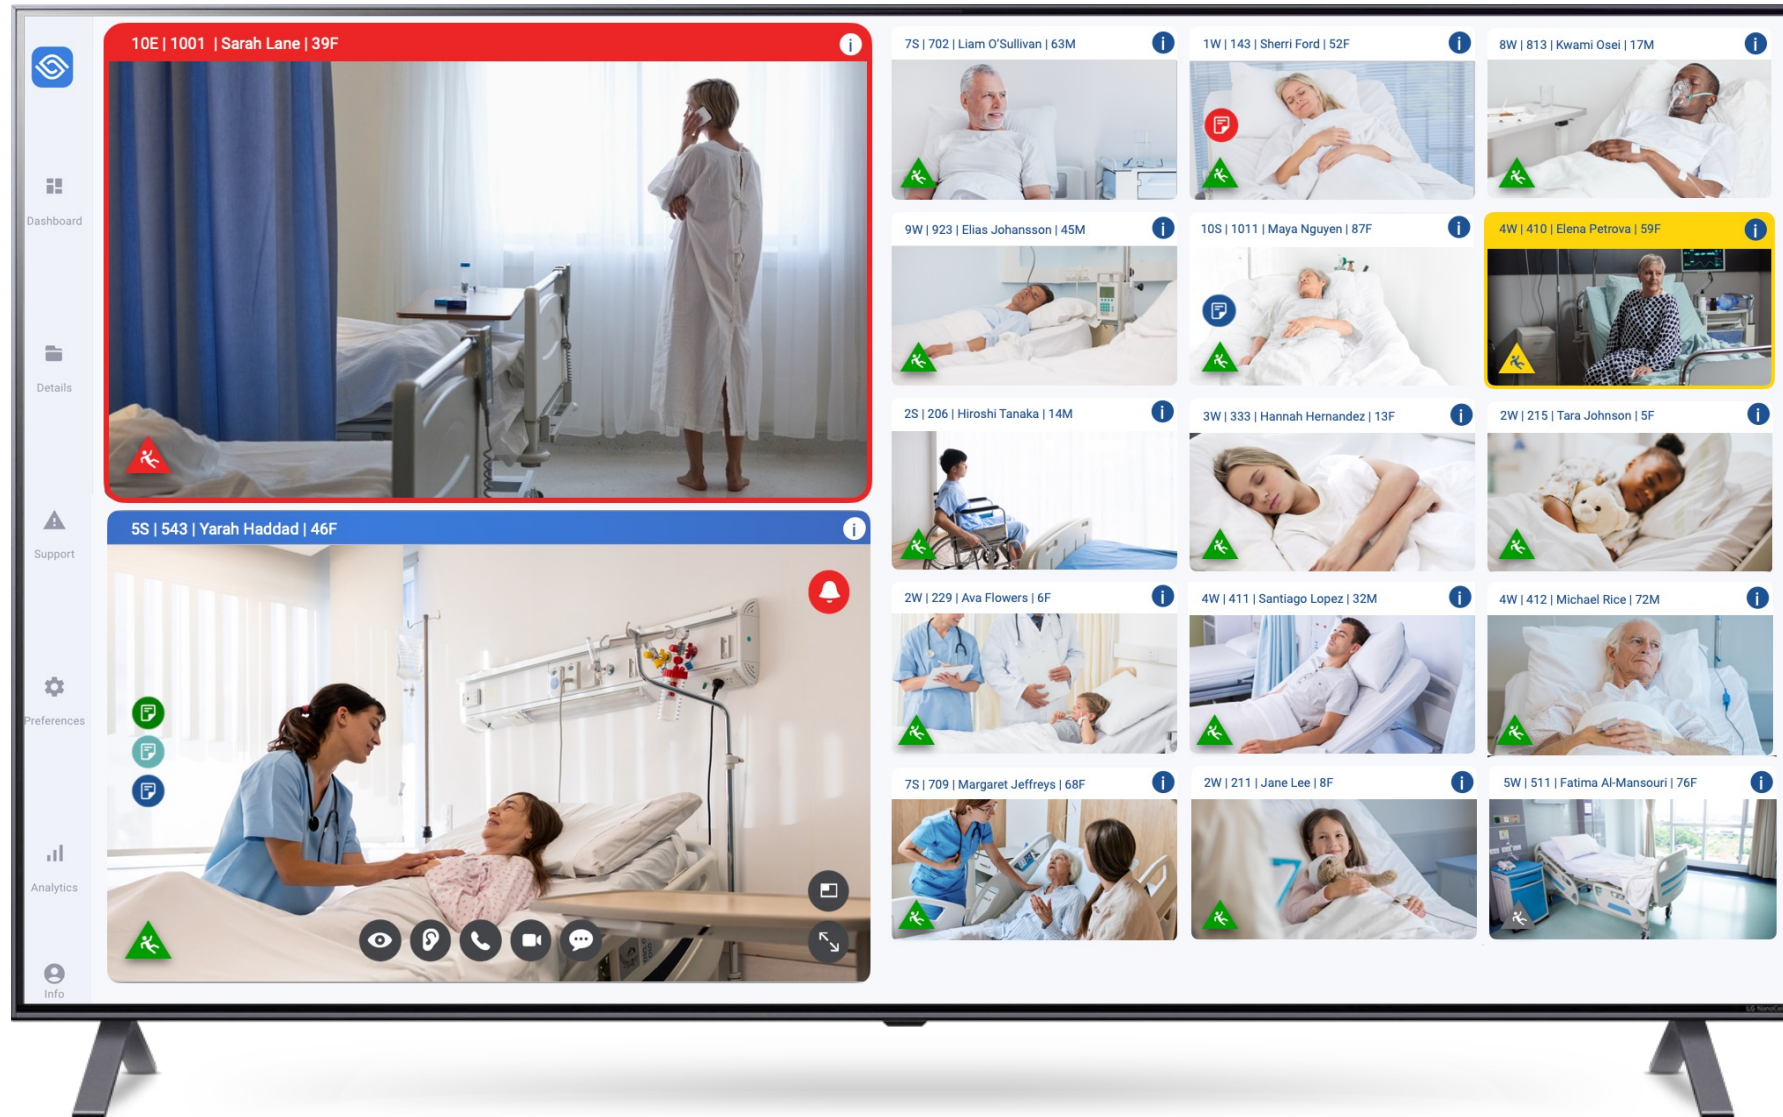 10E | 1001 | Sarah Lane | 39F
7S | 702 | Liam O'Sullivan | 63M
1W | 143 | Sherri Ford | 52F
8W | 813 | Kwami Osei | 17M
Dashboard
9W | 923 | Elias Johansson | 45M
10S | 1011 | Maya Nguyen | 87F
4W | 410 | Elena Petrova | 59F
Details
2S | 206 | Hiroshi Tanaka | 14M
3W | 333 | Hannah Hernandez | 13F
2W | 215 | Tara Johnson | 5F
Support
5S | 543 | Yarah Haddad | 46F
2W | 229 | Ava Flowers | 6F
4W | 411 | Santiago Lopez | 32M
4W | 412 | Michael Rice | 72M
Preferences
7S | 709 | Margaret Jeffreys | 68F
2W | 211 | Jane Lee | 8F
5W | 511 | Fatima Al-Mansouri | 76F
7
Analytics
Info